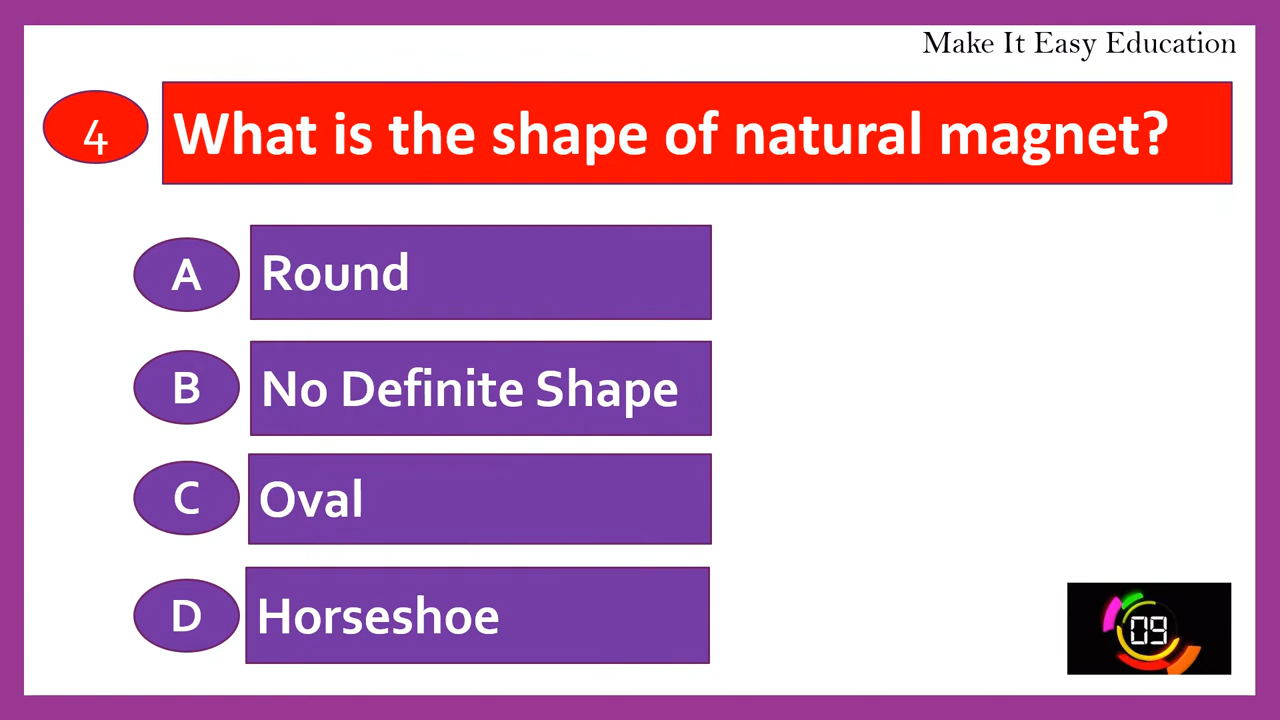 Make It Easy Education
4 What is the shape of natural magnet?
A Round
B No Definite Shape
C Oval
D Horseshoe
09